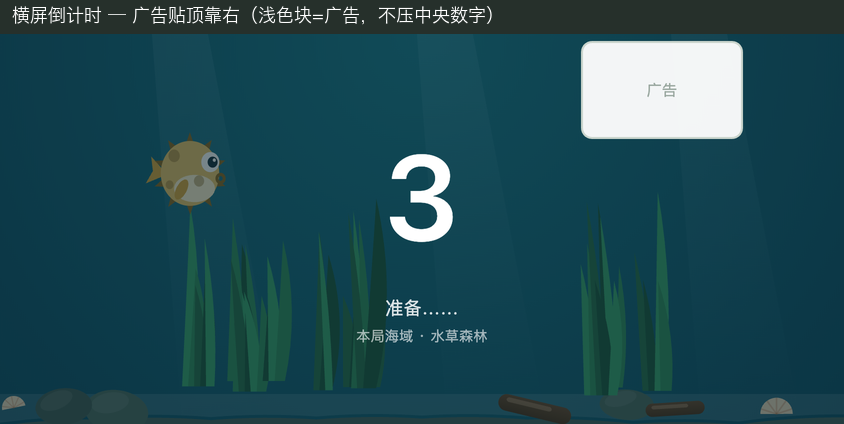 横屏倒计时 — 广告贴顶靠右（浅色块=广告，不压中央数字）
广告
3
准备……
本局海域 · 水草森林